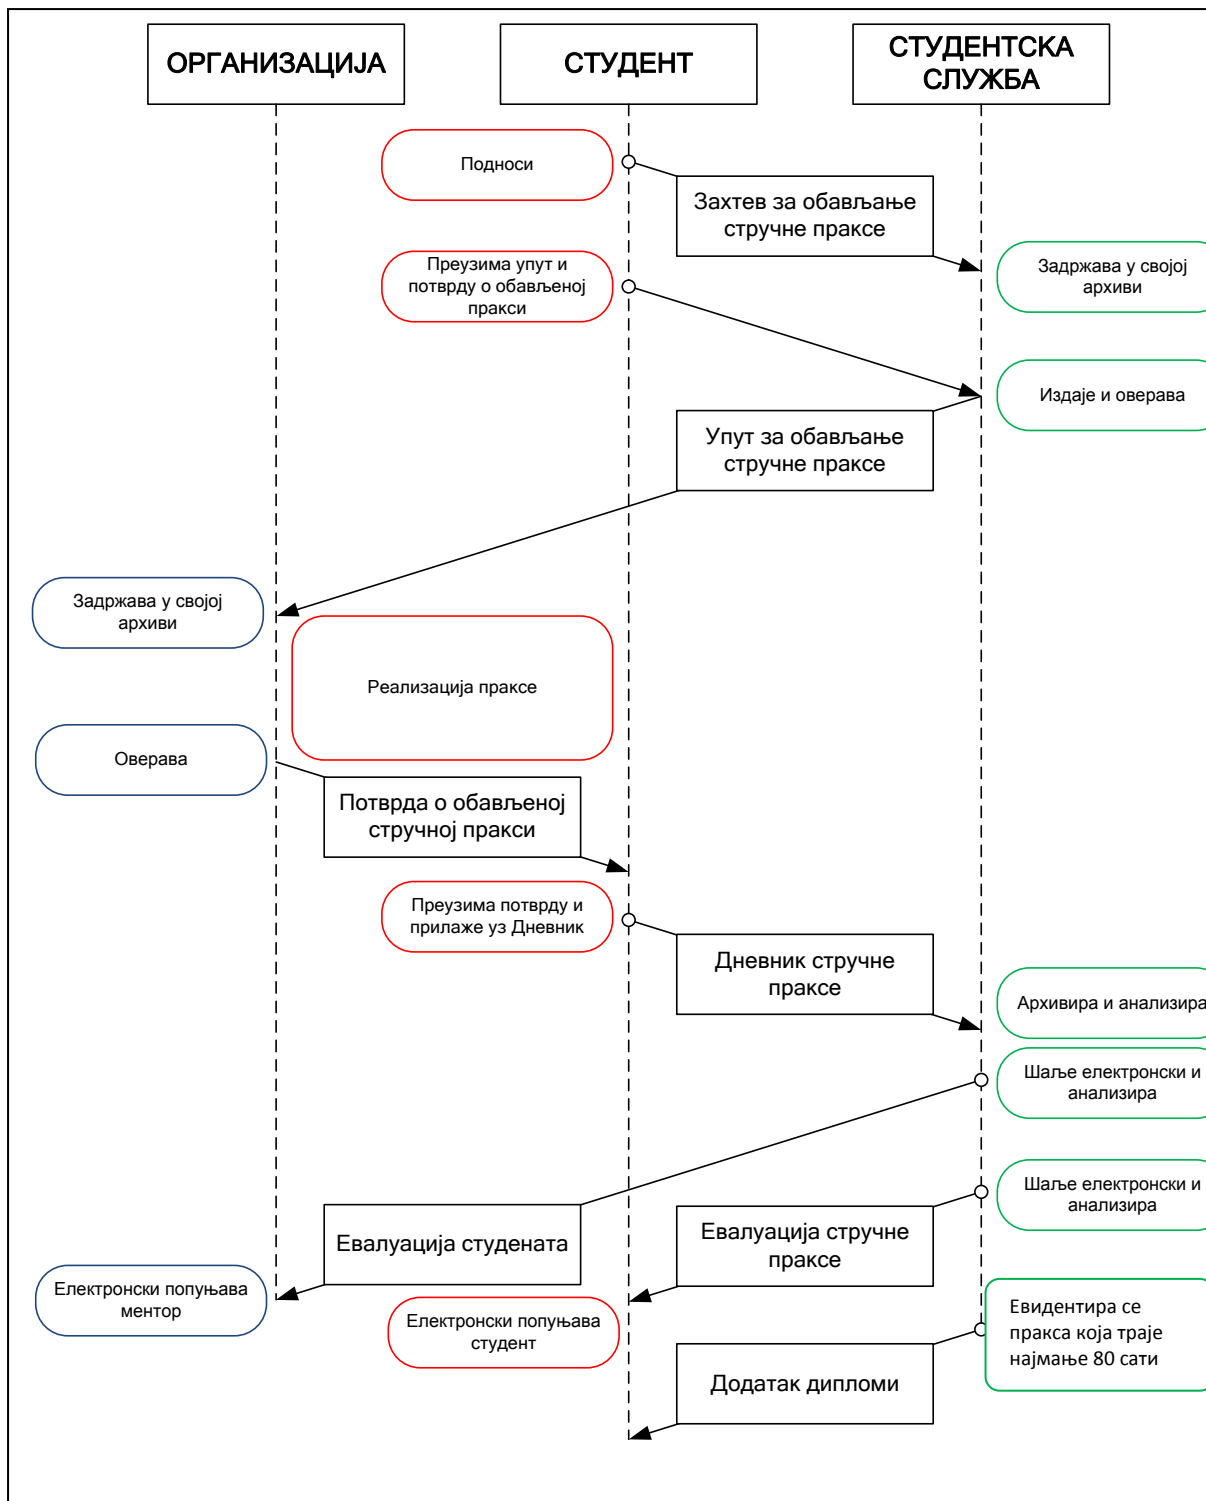 ОРГАНИЗАЦИЈА
СТУДЕНТ
СТУДЕНТСКА
СЛУЖБА
Подноси
Захтев за обављање
стручне праксе
Преузима упут и
потврду о обављеној
пракси
Задржава у својој
архиви
Издаје и оверава
Упут за обављање
стручне праксе
Задржава у својој
архиви
Реализација праксе
Оверава
Потврда о обављеној
стручној пракси
Преузима потврду и
прилаже уз Дневник
Дневник стручне
праксе
Архивира и анализира
Шаље електронски и
анализира
Шаље електронски и
анализира
Евалуација студената
Евалуација стручне
праксе
Електронски попуњава
ментор
Електронски попуњава
студент
Евидентира се
пракса која траје
најмање 80 сати
Додатак дипломи